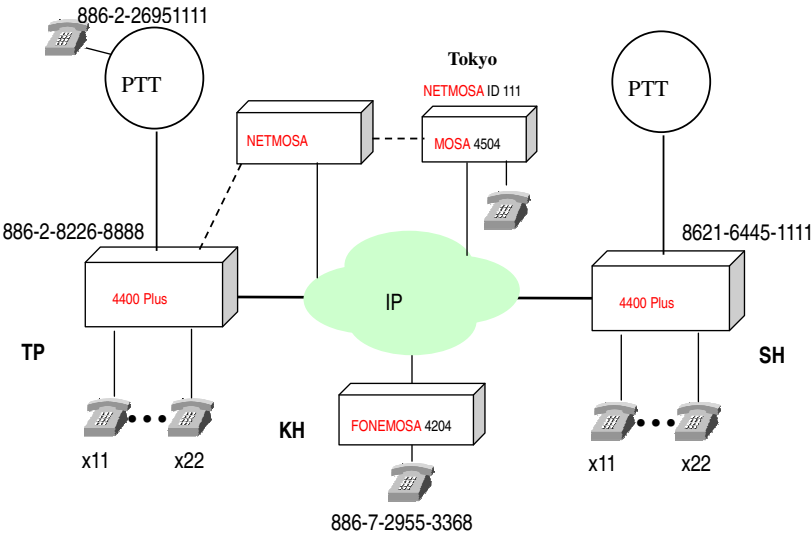 886-2-26951111
PTT
Tokyo
NETMOSA ID 111
PTT
NETMOSA
MOSA 4504
886-2-8226-8888
8621-6445-1111
4400 Plus
IP
4400 Plus
TP
SH
KH
FONEMOSA 4204
x11
x22
x11
x22
886-7-2955-3368